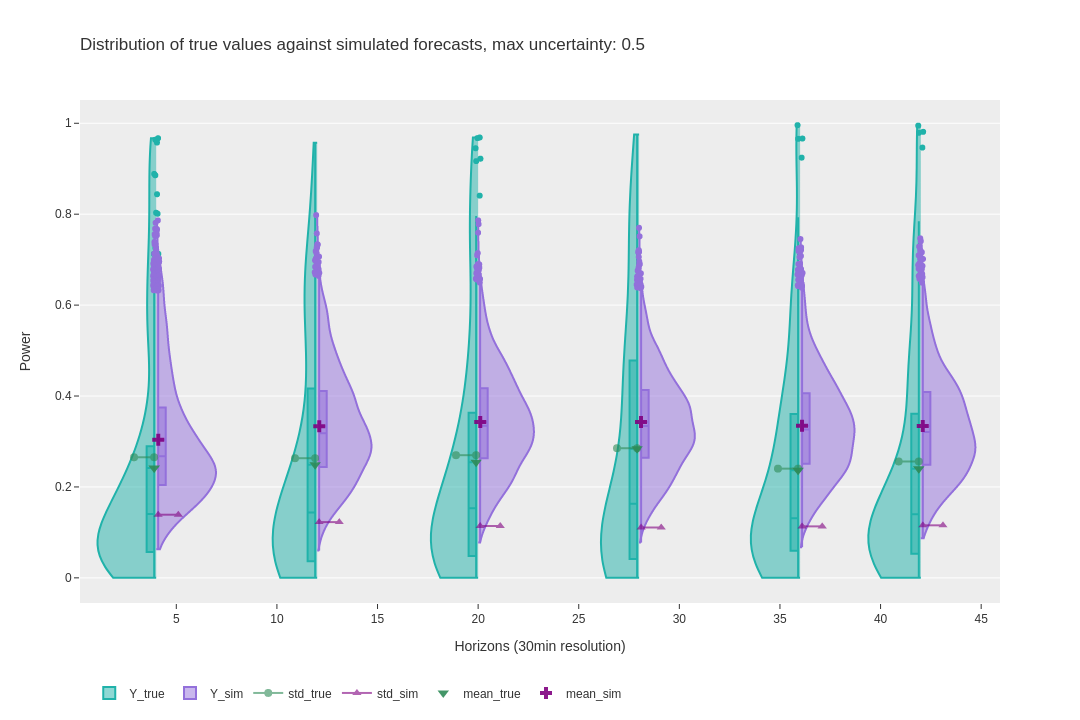 Distribution of true values against simulated forecasts, max uncertainty: 0.5
1
0.8
0.6
0.4
0.2
0
Power
5 10 15 20 25 30 35 40 45
Horizons (30min resolution)
Y_true Y_sim std_true std_sim mean_true mean_sim